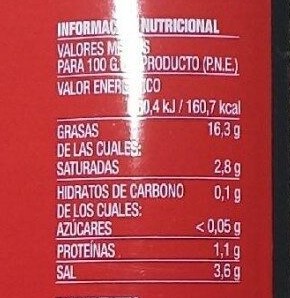 INFORMAC NUTRICIONAL
VALORES
PARA 100 G. PRODUCTO (P.N.E.)
VALOR
0,4 kJ / 160,7 kcal
GRASAS 16,3 g
DE LAS CUALES:
SATURADAS 2,8 g
HIDRATOS DE CARBONO 0,1 g
DE LOS CUALES:
AZÚCARES <0,05 g
PROTEÍNAS 1,1 g
SAL 3,6 g